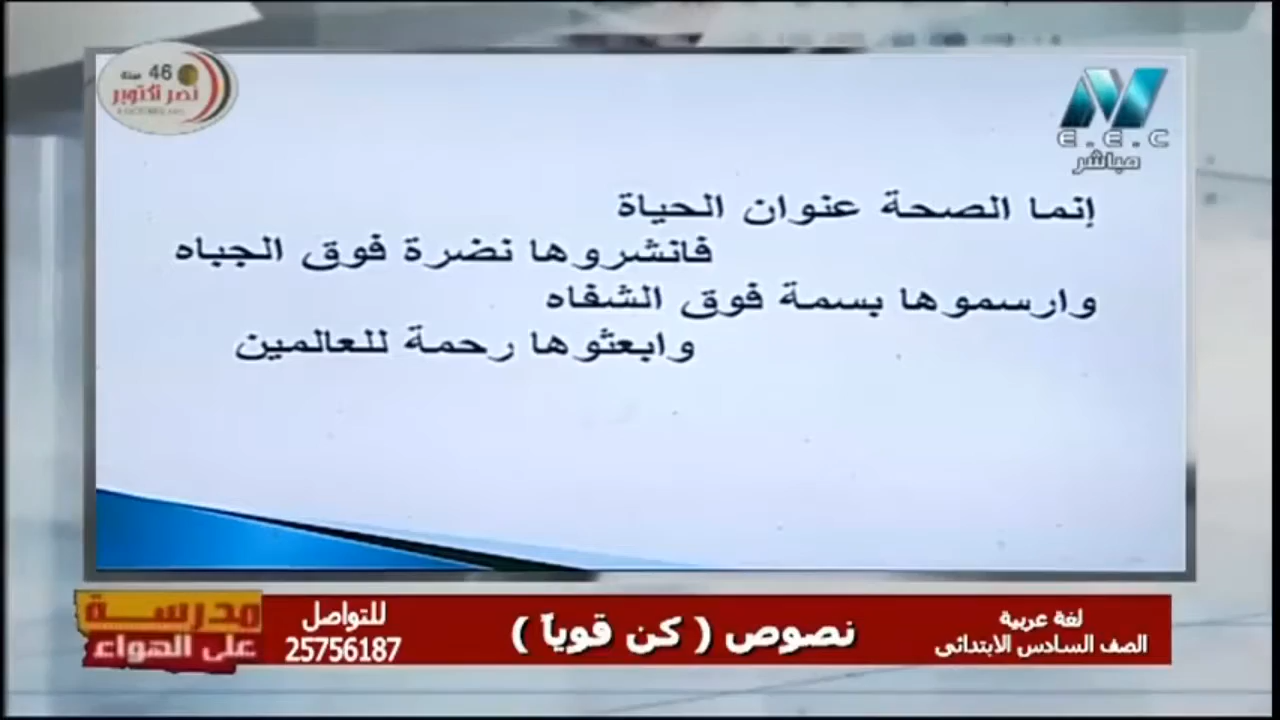 46 سنة
نصر أكتوبر
E.E.C
مباشر
إنما الصحة عنوان الحياة
فانشروها نضرة فوق الجباه
وارسموها بسمة فوق الشفاه
وابعثوها رحمة للعالمين
لغة عربية
الصف السادس الابتدائى
نصوص ( كن قوياً )
للتواصل
25756187
مدرسة
على الهواء